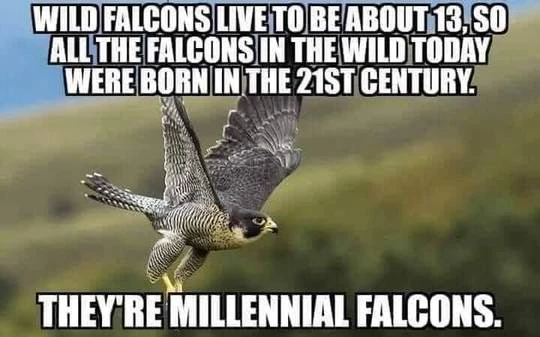 WILD FALCONS LIVE TO BE ABOUT 13, SO
ALL THE FALCONS IN THE WILD TODAY
WERE BORN IN THE 21ST CENTURY.
THEY'RE MILLENNIAL FALCONS.